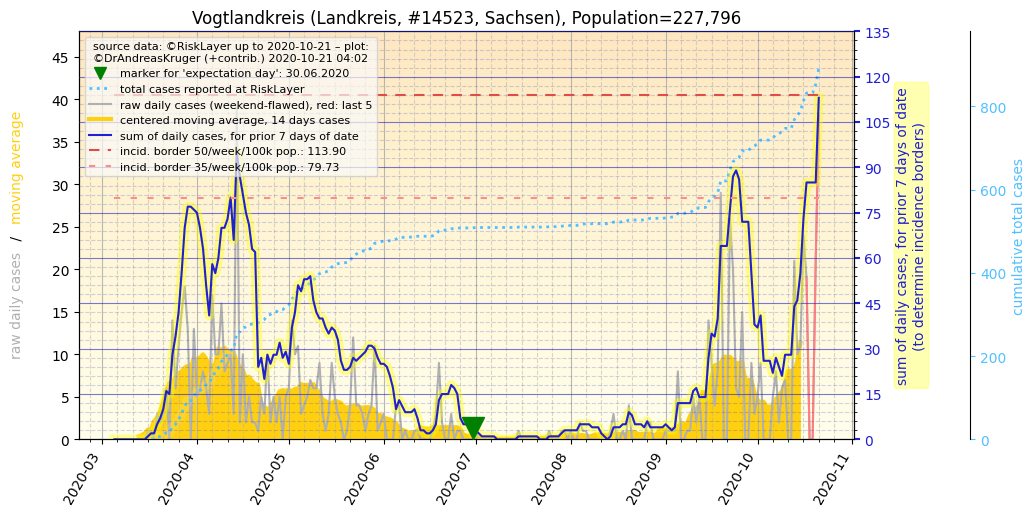 Vogtlandkreis (Landkreis, #14523, Sachsen), Population=227,796
source data: ©RiskLayer up to 2020-10-21 – plot:
©DrAndreasKruger (+contrib.) 2020-10-21 04:02
marker for 'expectation day': 30.06.2020
total cases reported at RiskLayer
raw daily cases (weekend-flawed), red: last 5
centered moving average, 14 days cases
sum of daily cases, for prior 7 days of date
incid. border 50/week/100k pop.: 113.90
incid. border 35/week/100k pop.: 79.73
raw daily cases / moving average
45
40
35
30
25
20
15
10
5
0
2020-03
2020-04
2020-05
2020-06
2020-07
2020-08
2020-09
2020-10
2020-11
135
120
105
90
75
60
45
30
15
0
sum of daily cases, for prior 7 days of date
(to determine incidence borders)
800
600
400
200
0
cumulative total cases